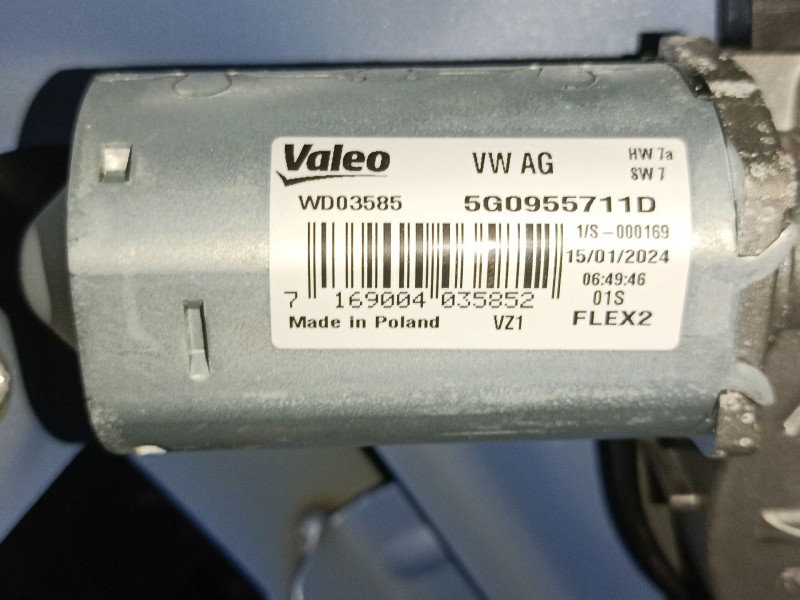 Valeo VW AG HW 7a
SW 7
WD03585 5G0955711D
1/S-000169
15/01/2024
06:49:46
7 169004 035852 01S
Made in Poland VZ1 FLEX2